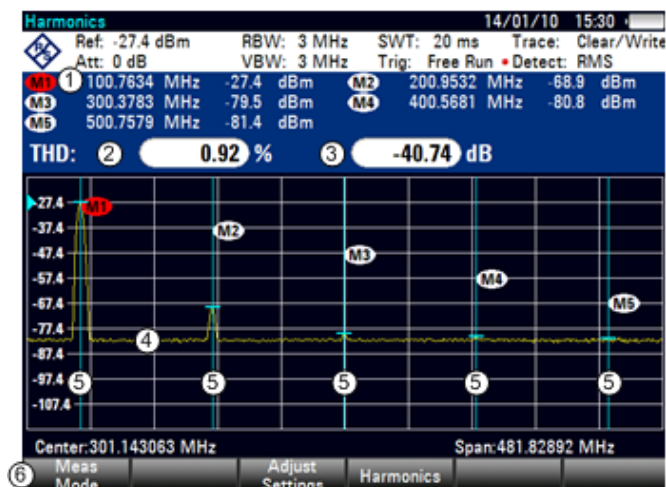 Harmonics 14/01/10 15:30
Ref: -27.4 dBm RBW: 3 MHz SWT: 20 ms Trace: Clear/Write
Att: 0 dB VBW: 3 MHz Trig: Free Run • Detect: RMS
M1 1 100.7634 MHz -27.4 dBm M2 200.9532 MHz -68.9 dBm
M3 300.3783 MHz -79.5 dBm M4 400.5681 MHz -80.8 dBm
M5 500.7579 MHz -81.4 dBm
THD: 2 0.92 % 3 -40.74 dB
-27.4 M1
-37.4 M2
-47.4 M3
-57.4 M4
-67.4 M5
-77.4
4
-87.4
-97.4 5 5 5 5 5
-107.4
Center:301.143063 MHz Span:481.82892 MHz
6 Meas Mode Adjust Settings Harmonics